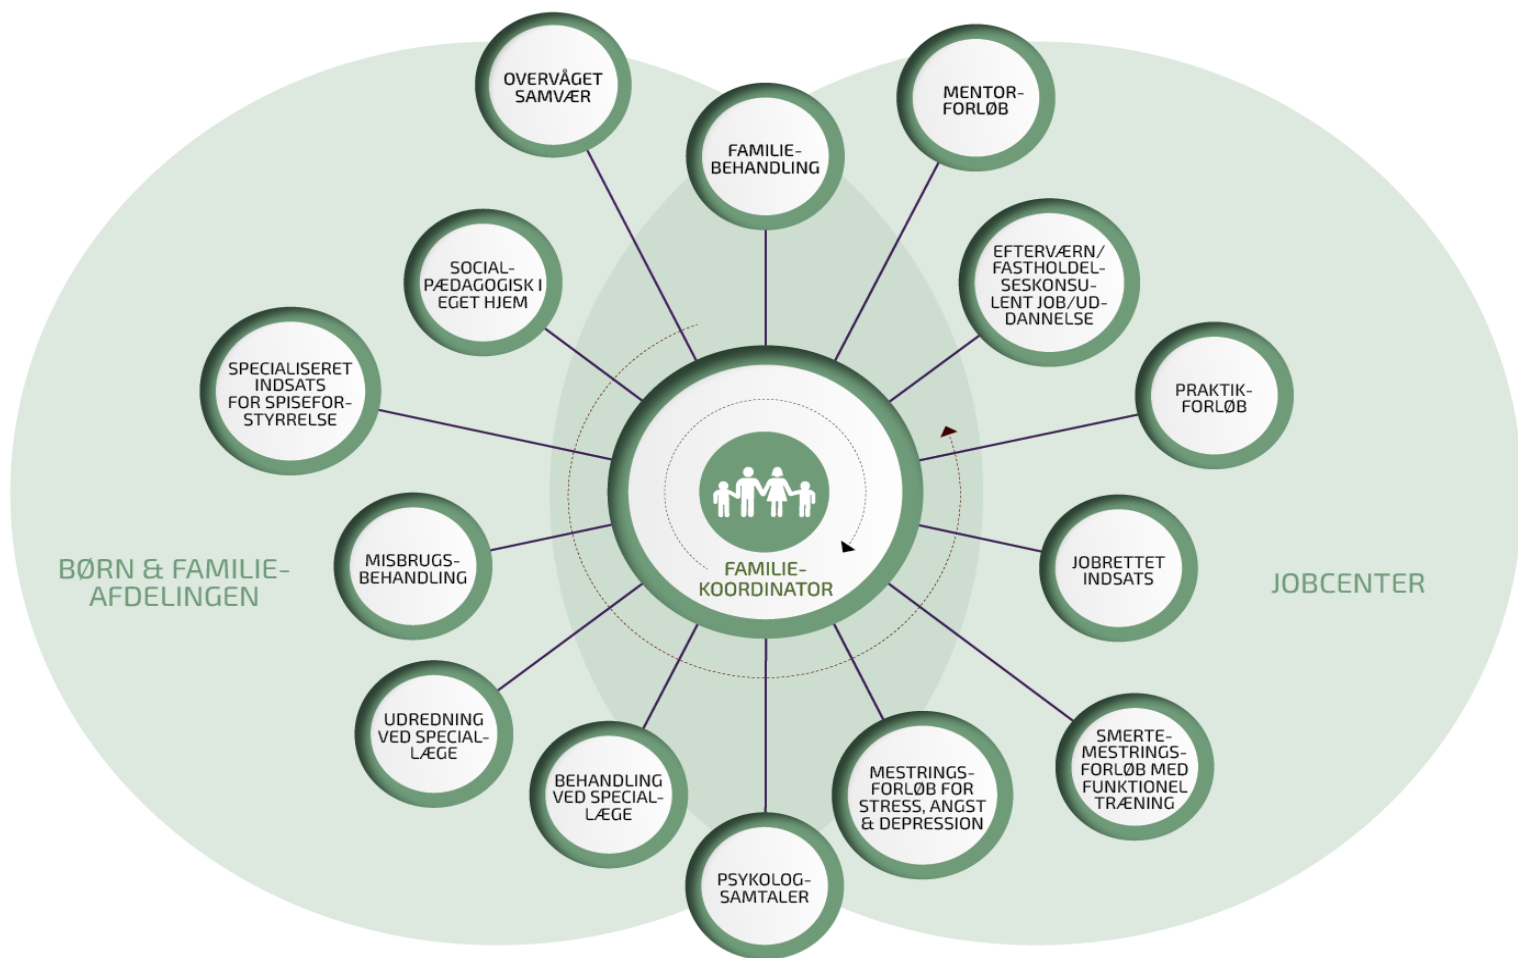 OVERVÅGET
SAMVÆR
MENTOR-
FORLØB
FAMILIE-
BEHANDLING
SOCIAL-
PÆDAGOGISK I
EGET HJEM
EFTERVÆRN/
FASTHOLDEL-
SESKONSU-
LENT JOB/UD-
DANNELSE
SPECIALISERET
INDSATS
FOR SPISEFOR-
STYRRELSE
PRAKTIK-
FORLØB
BØRN & FAMILIE-
AFDELINGEN
MISBRUGS-
BEHANDLING
FAMILIE-
KOORDINATOR
JOBRETTET
INDSATS
JOBCENTER
UDREDNING
VED SPECIAL-
LÆGE
BEHANDLING
VED SPECIAL-
LÆGE
PSYKOLOG-
SAMTALER
MESTRINGS-
FORLØB FOR
STRESS, ANGST
& DEPRESSION
SMERTE-
MESTRINGS-
FORLØB MED
FUNKTIONEL
TRÆNING